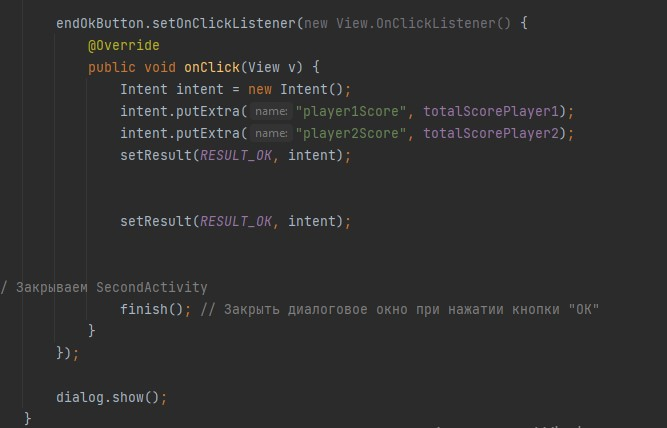 endOkButton.setOnClickListener(new View.OnClickListener() {
@Override
public void onClick(View v) {
Intent intent = new Intent();
intent.putExtra( name: "player1Score", totalScorePlayer1);
intent.putExtra( name: "player2Score", totalScorePlayer2);
setResult(RESULT_OK, intent);
setResult(RESULT_OK, intent);
/ Закрываем SecondActivity
finish(); // Закрыть диалоговое окно при нажатии кнопки "ОК"
}
});
dialog.show();
}